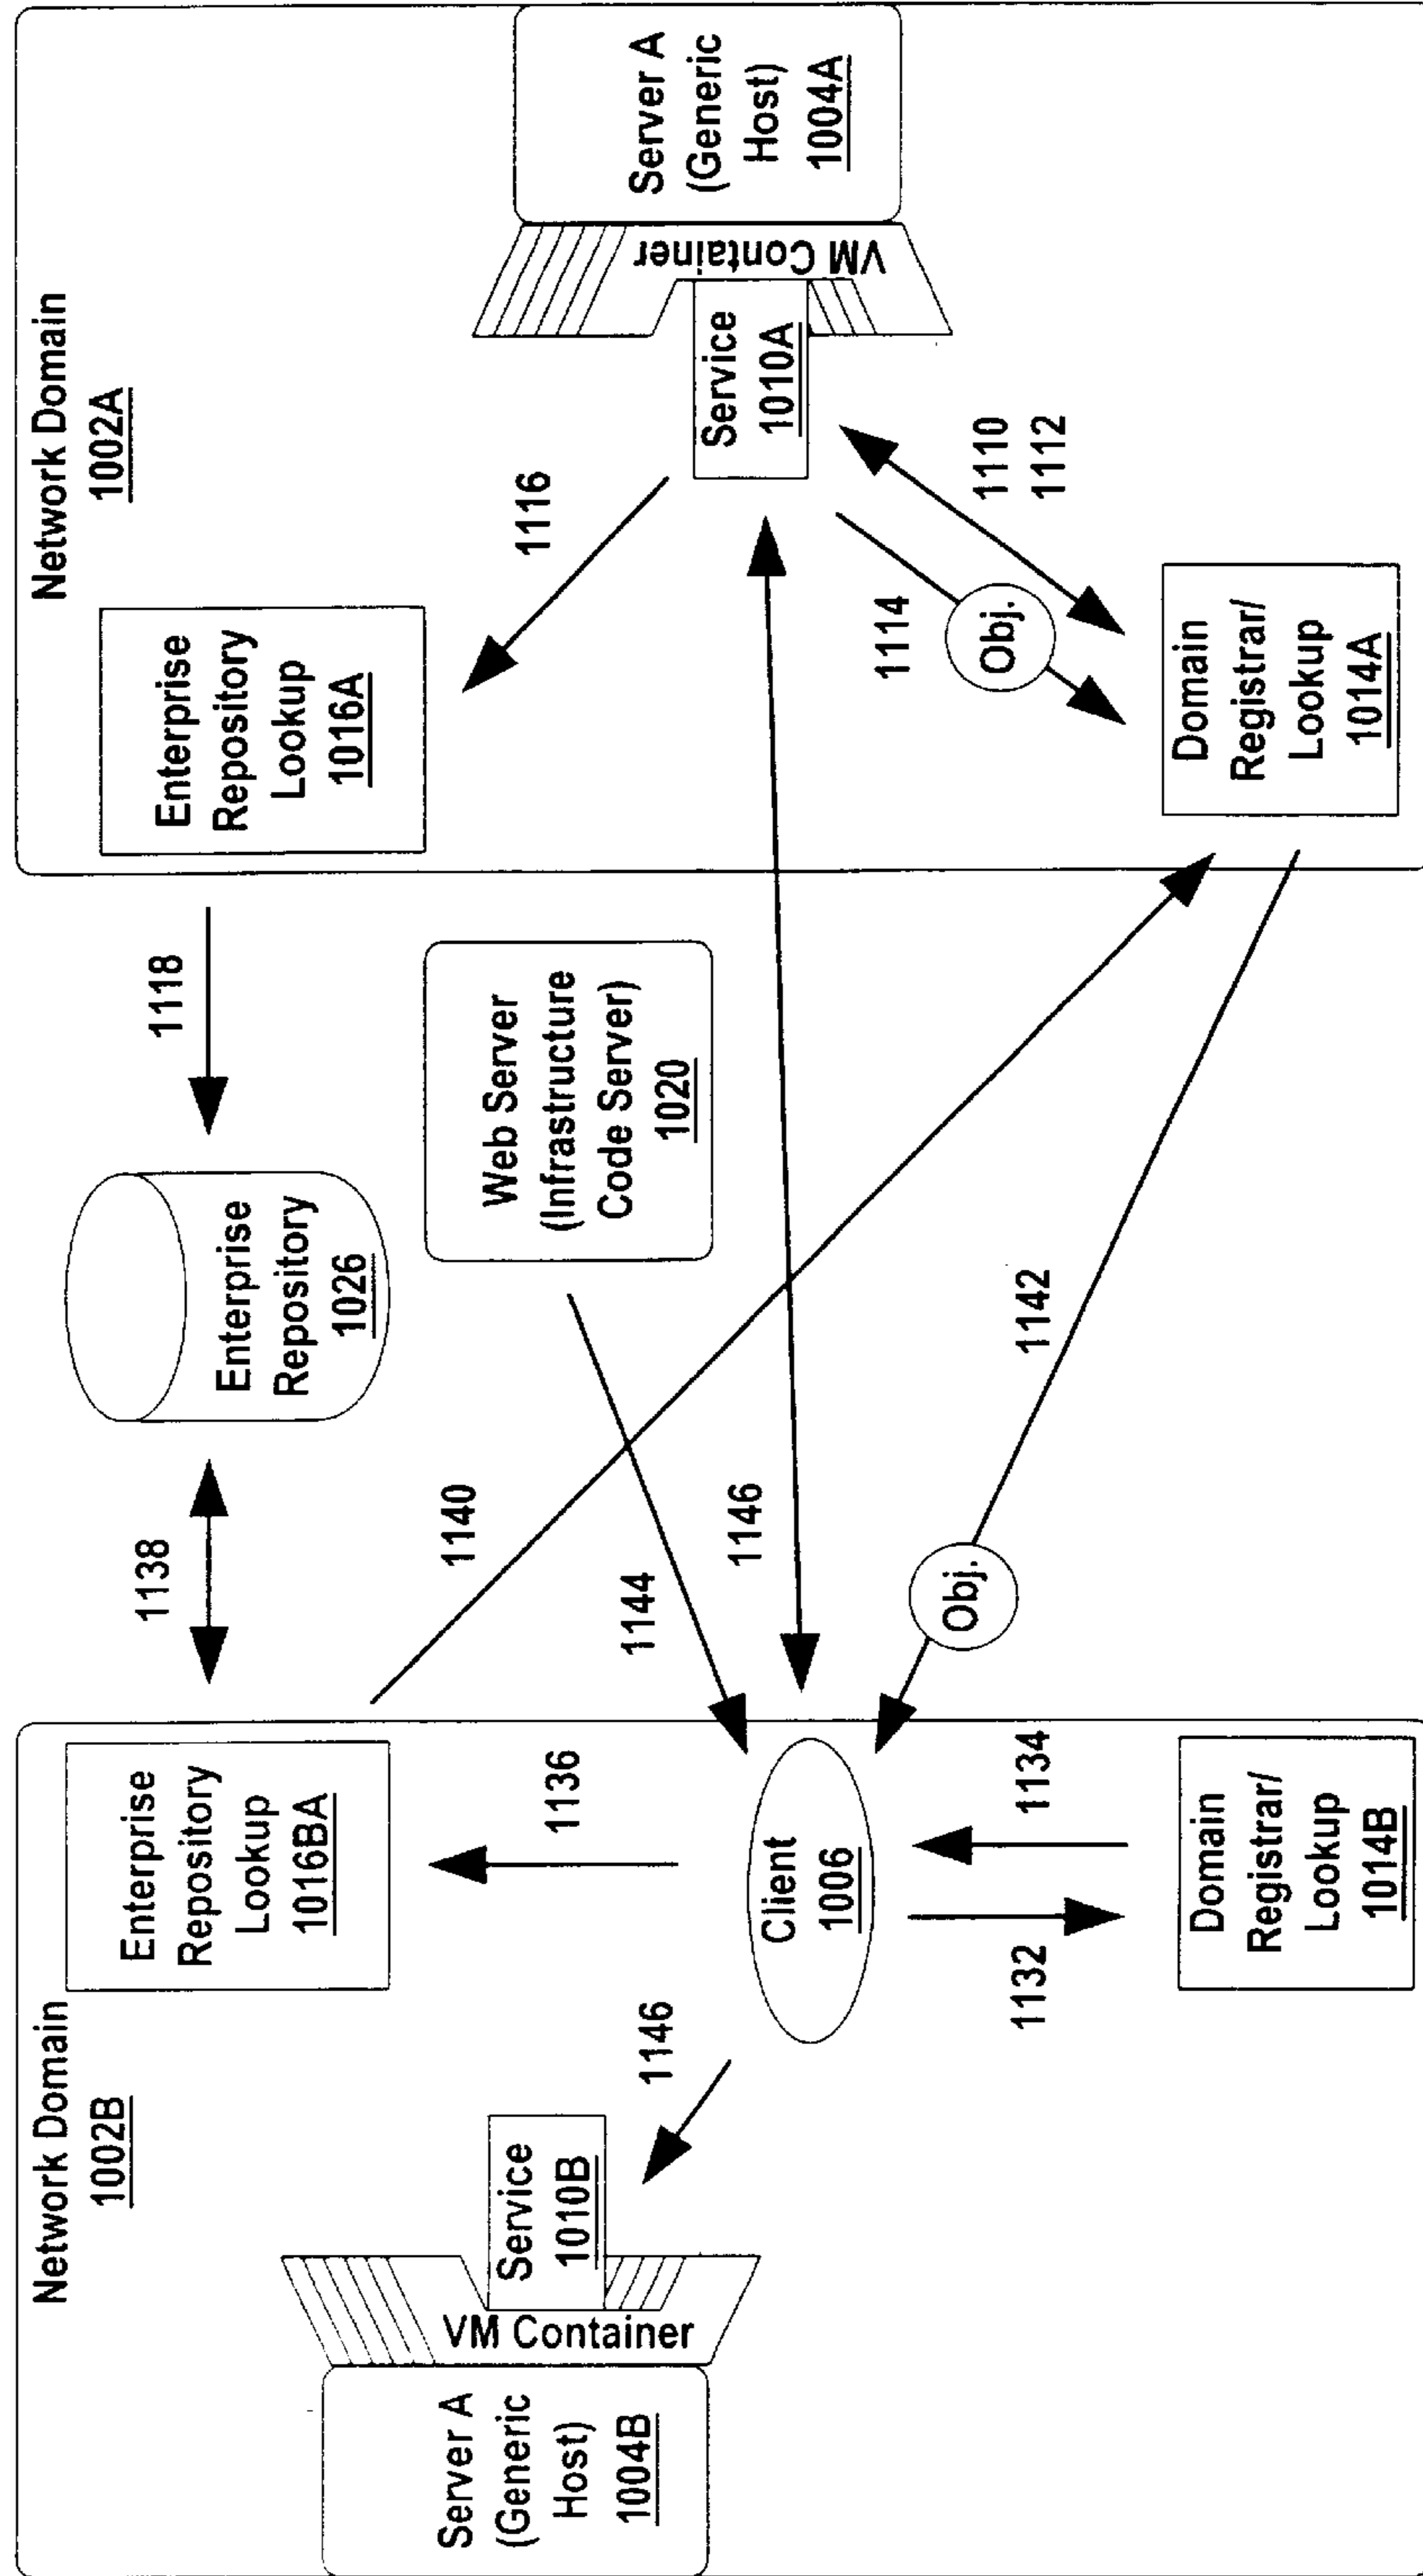 Network Domain
1002B
Server A
(Generic
Host)
1004B
VM Container
Service
1010B
1146
Enterprise
Repository
Lookup
1016BA
1136
Client
1006
1132
1134
Domain
Registrar/
Lookup
1014B
1138
Enterprise
Repository
1026
1118
1140
1144
Web Server
(Infrastructure
Code Server)
1020
1146
Obj.
1142
Network Domain
1002A
Enterprise
Repository
Lookup
1016A
1116
Service
1010A
VM Container
Server A
(Generic
Host)
1004A
1114
Obj.
1110
1112
Domain
Registrar/
Lookup
1014A